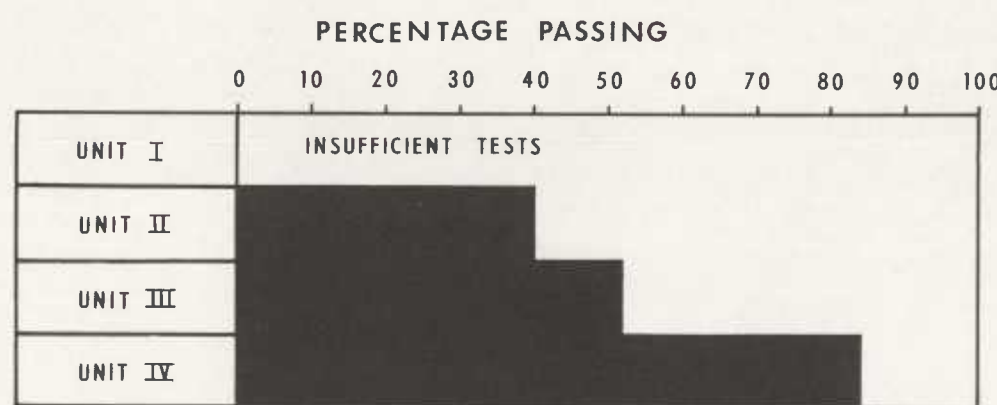 PERCENTAGE PASSING
0 10 20 30 40 50 60 70 80 90 100
UNIT I INSUFFICIENT TESTS
UNIT II
UNIT III
UNIT IV